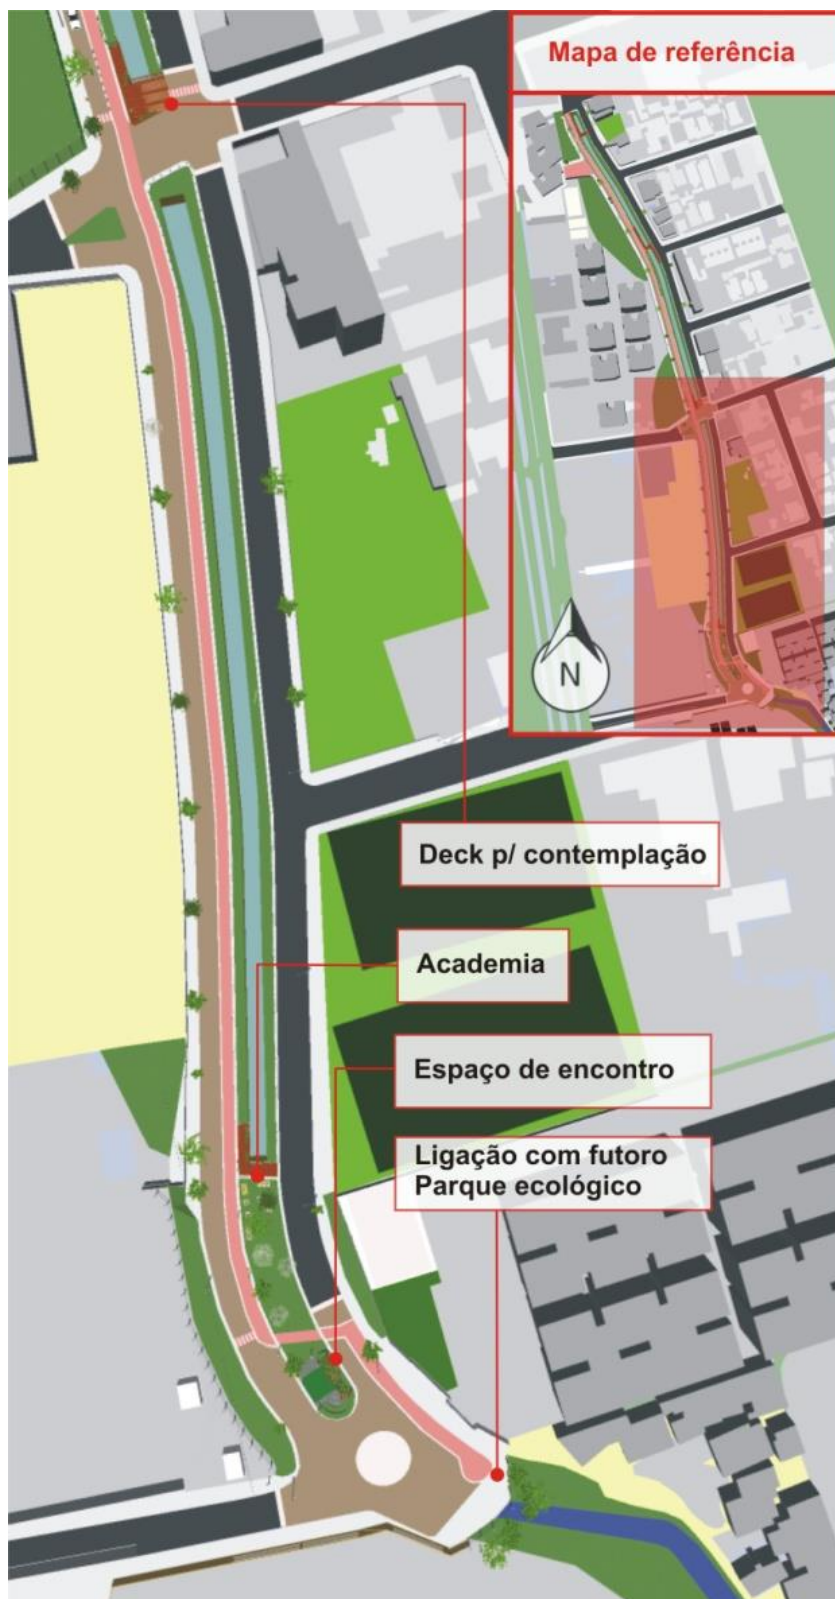 Mapa de referência
N
Deck p/ contemplação
Academia
Espaço de encontro
Ligação com futoro
Parque ecológico